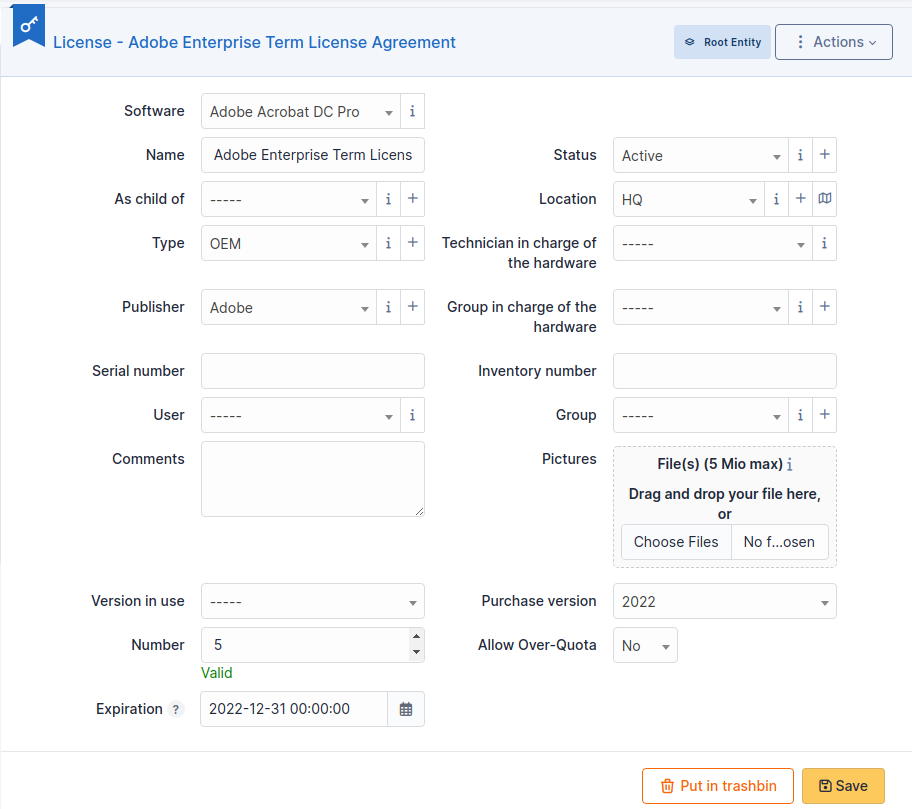 License - Adobe Enterprise Term License Agreement
Root Entity
Actions
Software
Adobe Acrobat DC Pro
i
Name
Adobe Enterprise Term Licens
Status
Active
i +
As child of
-----
i +
Location
HQ
i +
Type
OEM
i +
Technician in charge of
the hardware
-----
i
Publisher
Adobe
i +
Group in charge of the
hardware
-----
i +
Serial number
Inventory number
User
-----
i
Group
-----
i +
Comments
Pictures
File(s) (5 Mio max) i
Drag and drop your file here,
or
Choose Files
No f...osen
Version in use
-----
Purchase version
2022
Number
5
Valid
Allow Over-Quota
No
Expiration ?
2022-12-31 00:00:00
Put in trashbin
Save